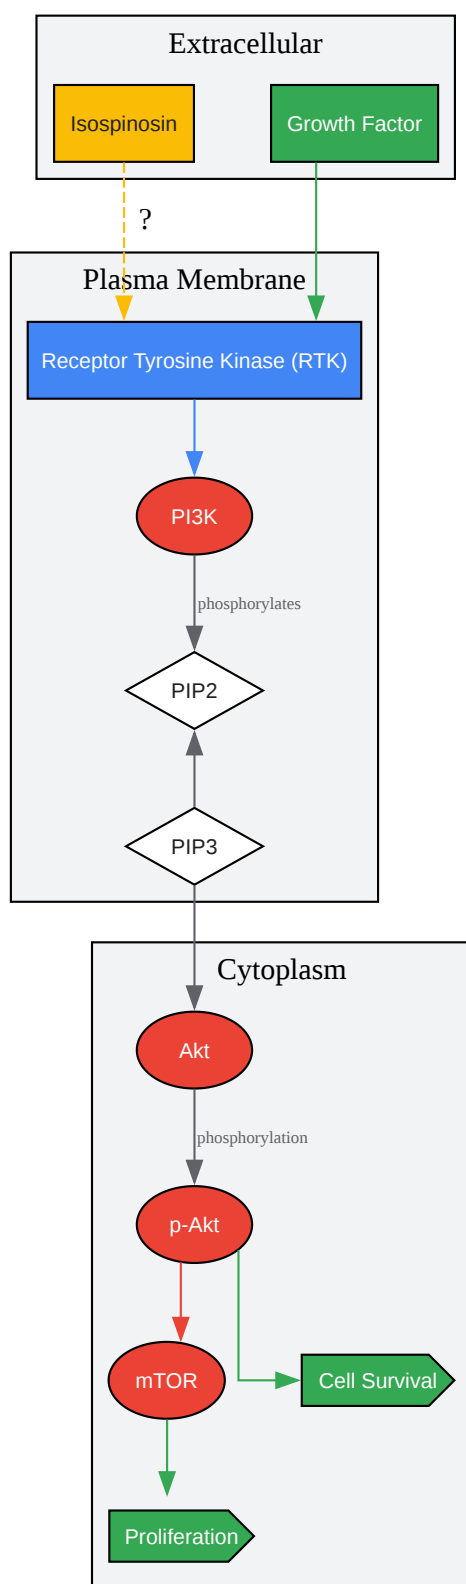 Extracellular
Isospinosin
Growth Factor
?
Plasma Membrane
Receptor Tyrosine Kinase (RTK)
PI3K
phosphorylates
PIP2
PIP3
Cytoplasm
Akt
phosphorylation
p-Akt
mTOR
Cell Survival
Proliferation